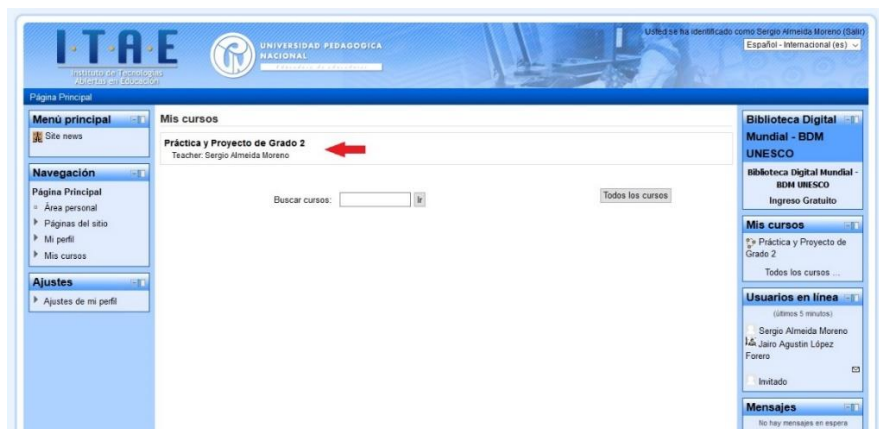 Usted se ha identificado como Sergio Almeida Moreno (Salir)
Español - Internacional (es)
I·T·A·E
Instituto de Tecnologías
Abiertas en Educación
UNIVERSIDAD PEDAGOGICA
NACIONAL
Página Principal
Menú principal
Site news
Navegación
Página Principal
Área personal
Páginas del sitio
Mi perfil
Mis cursos
Ajustes
Ajustes de mi perfil
Mis cursos
Práctica y Proyecto de Grado 2
Teacher: Sergio Almeida Moreno
Buscar cursos:
Ir
Todos los cursos
Biblioteca Digital
Mundial - BDM
UNESCO
Biblioteca Digital Mundial -
BDM UNESCO
Ingreso Gratuito
Mis cursos
Práctica y Proyecto de
Grado 2
Todos los cursos ...
Usuarios en línea
(últimos 5 minutos)
Sergio Almeida Moreno
Jairo Agustin López
Forero
Invitado
Mensajes
No hay mensajes en espera